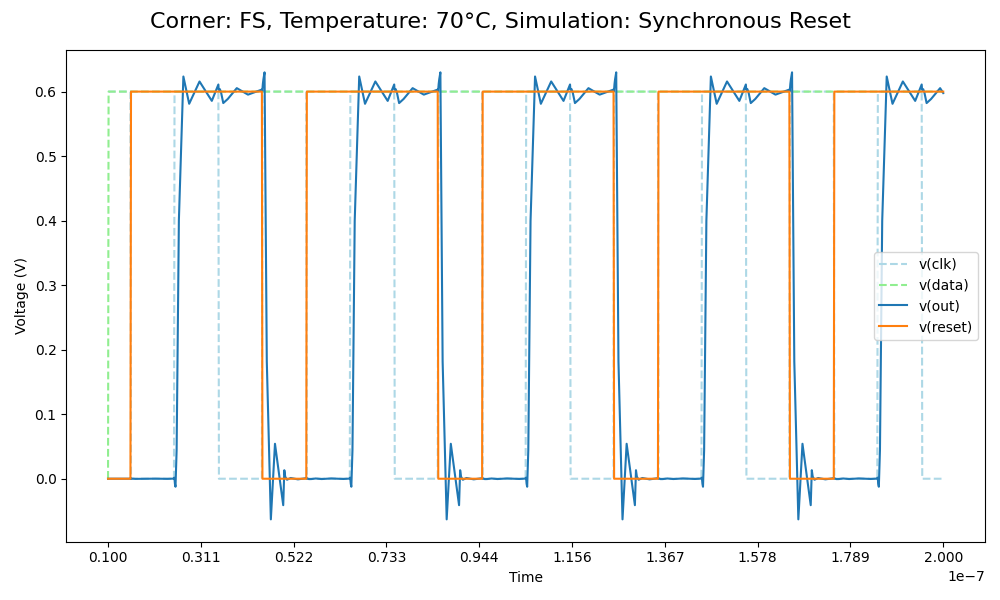 Corner: FS, Temperature: 70°C, Simulation: Synchronous Reset
Voltage (V)
0.6
0.5
0.4
0.3
0.2
0.1
0.0
v(clk)
v(data)
v(out)
v(reset)
0.100 0.311 0.522 0.733 0.944 1.156 1.367 1.578 1.789 2.000
Time
1e−7